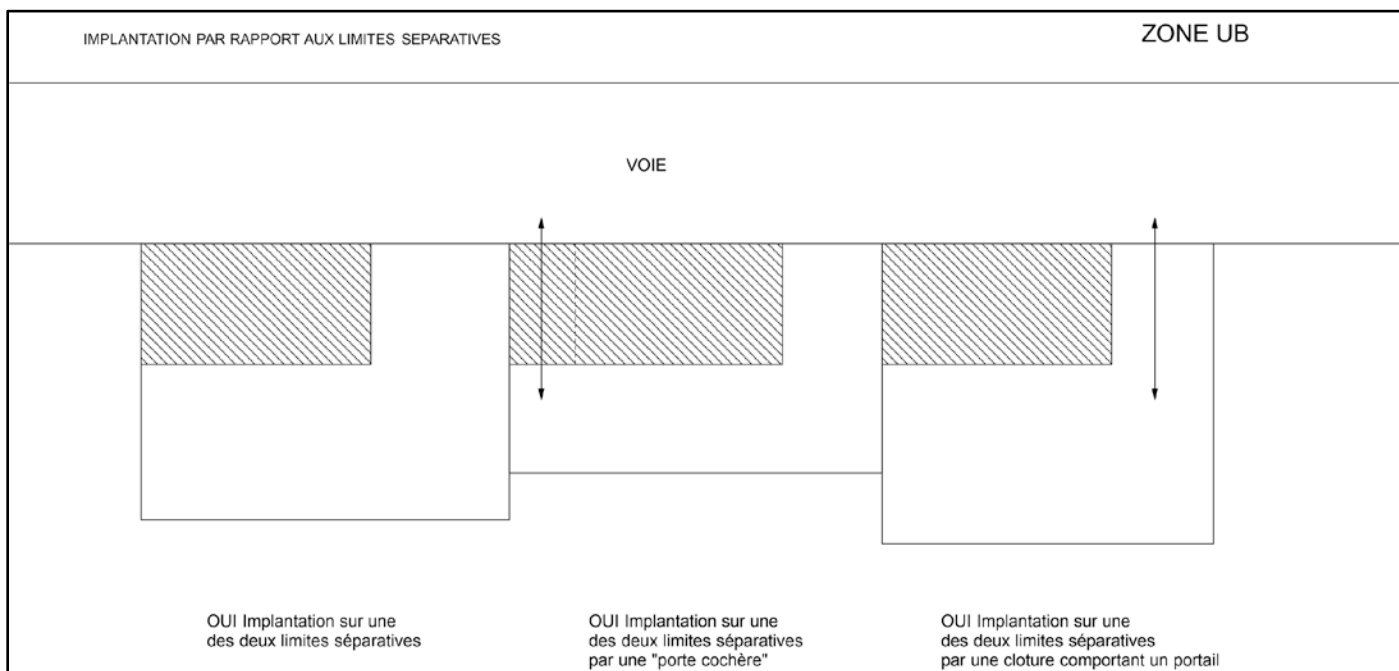 IMPLANTATION PAR RAPPORT AUX LIMITES SEPARATIVES
ZONE UB
VOIE
OUI Implantation sur une
des deux limites séparatives
OUI Implantation sur une
des deux limites séparatives
par une "porte cochère"
OUI Implantation sur une
des deux limites séparatives
par une cloture comportant un portail